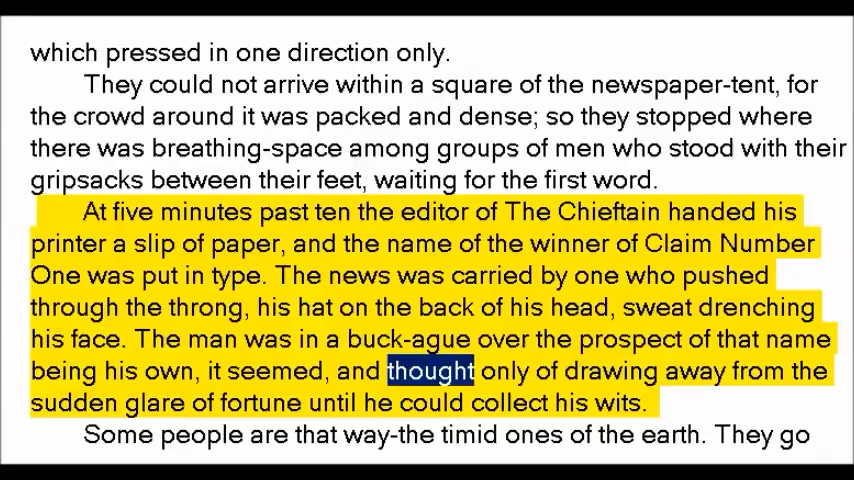 which pressed in one direction only.
They could not arrive within a square of the newspaper-tent, for
the crowd around it was packed and dense; so they stopped where
there was breathing-space among groups of men who stood with their
gripsacks between their feet, waiting for the first word.
At five minutes past ten the editor of The Chieftain handed his
printer a slip of paper, and the name of the winner of Claim Number
One was put in type. The news was carried by one who pushed
through the throng, his hat on the back of his head, sweat drenching
his face. The man was in a buck-ague over the prospect of that name
being his own, it seemed, and thought only of drawing away from the
sudden glare of fortune until he could collect his wits.
Some people are that way-the timid ones of the earth. They go